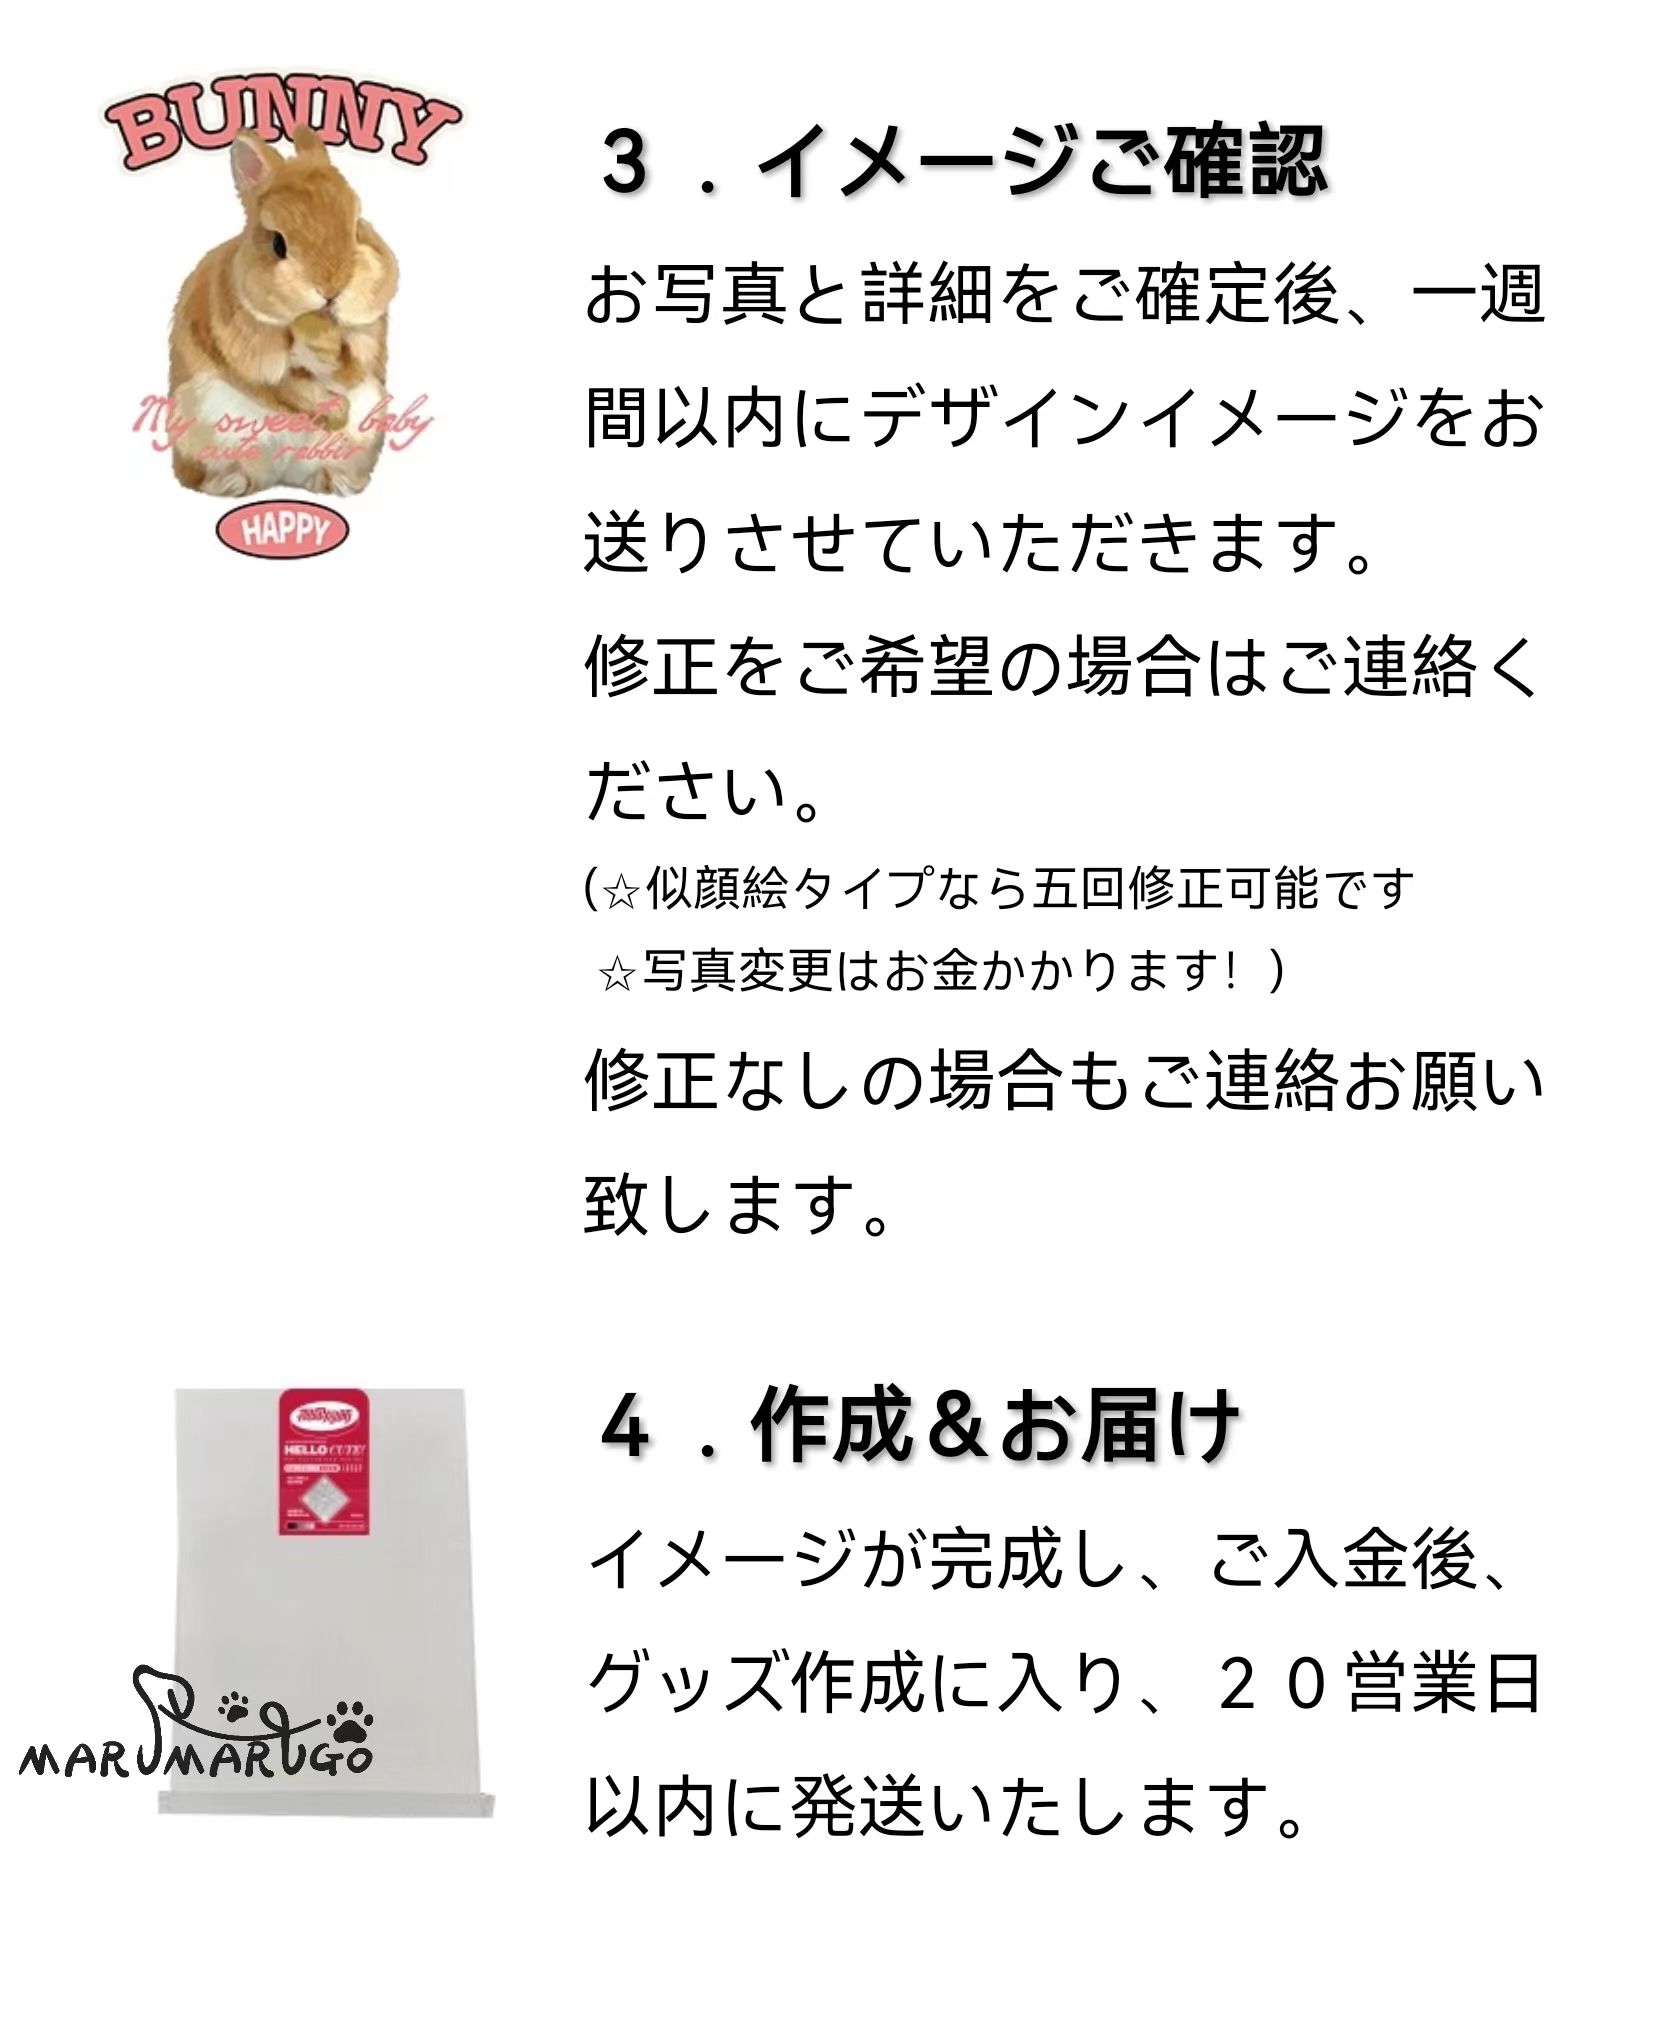 BUNNY
My sweet baby
cute rabbit
HAPPY
３．イメージご確認
お写真と詳細をご確定後、一週
間以内にデザインイメージをお
送りさせていただきます。
修正をご希望の場合はご連絡く
ださい。
(☆似顔絵タイプなら五回修正可能です
☆写真変更はお金かかります！)
修正なしの場合もご連絡お願い
致します。
４．作成＆お届け
イメージが完成し、ご入金後、
グッズ作成に入り、２０営業日
以内に発送いたします。
HELLO
MARUMARUGO